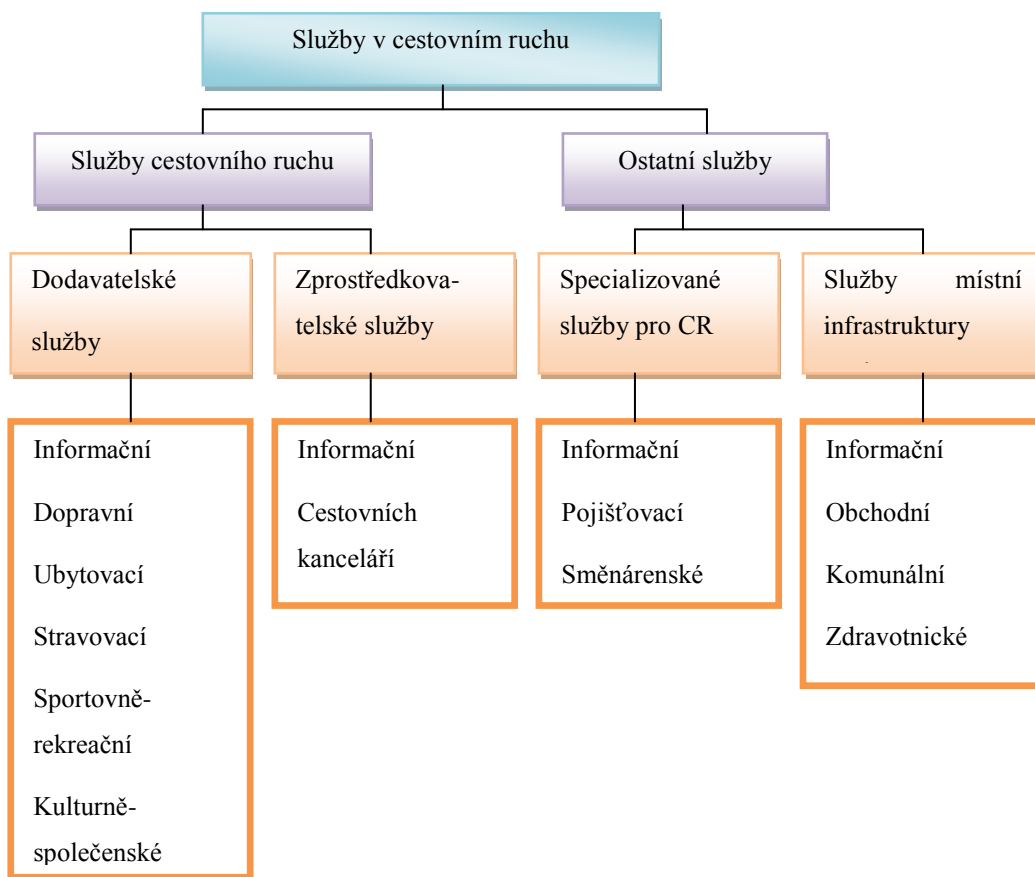 Služby v cestovním ruchu
Služby cestovního ruchu
Ostatní služby
Dodavatelské
služby
Zprostředkova-
telské služby
Specializované
služby pro CR
Služby místní
infrastruktury
Informační
Dopravní
Ubytovací
Stravovací
Sportovně-
rekreační
Kulturně-
společenské
Informační
Cestovních
kanceláří
Informační
Pojišťovací
Směnárenské
Informační
Obchodní
Komunální
Zdravotnické